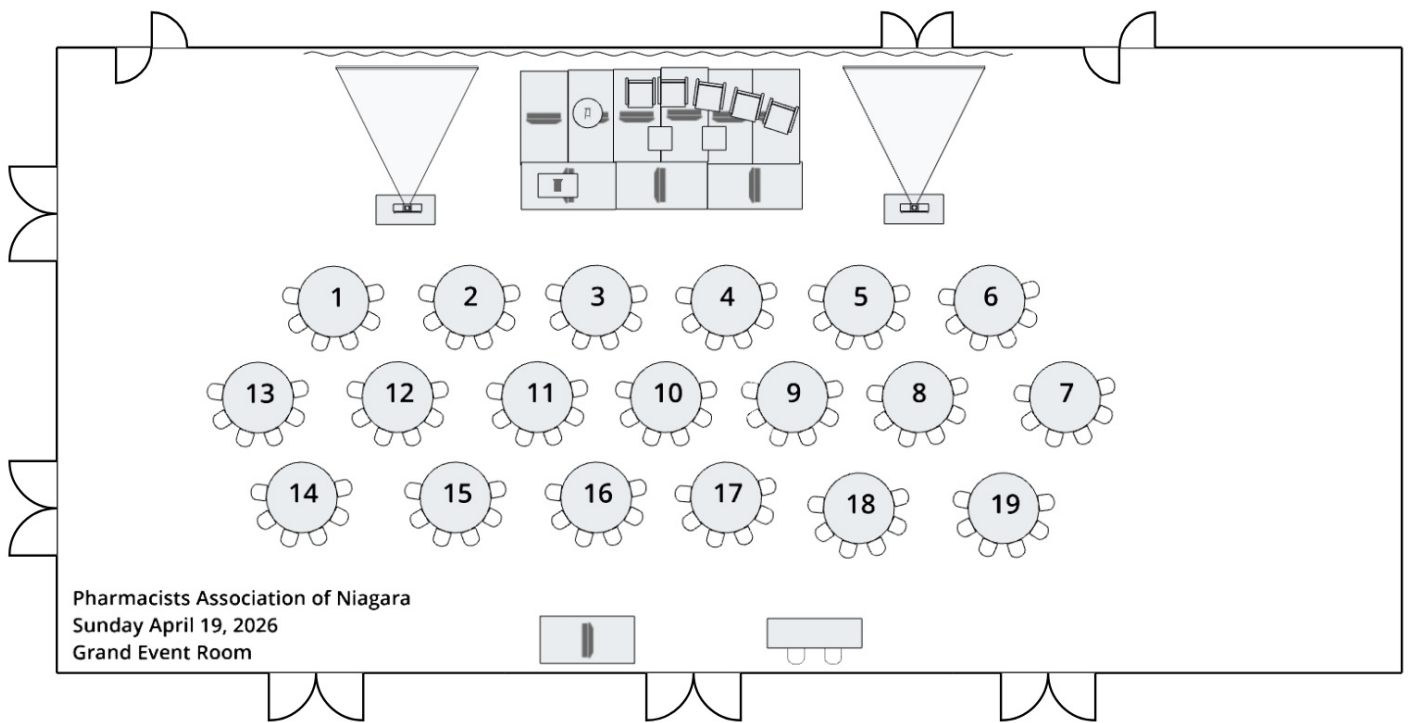 1 2 3 4 5 6
13 12 11 10 9 8 7
14 15 16 17 18 19
Pharmacists Association of Niagara
Sunday April 19, 2026
Grand Event Room